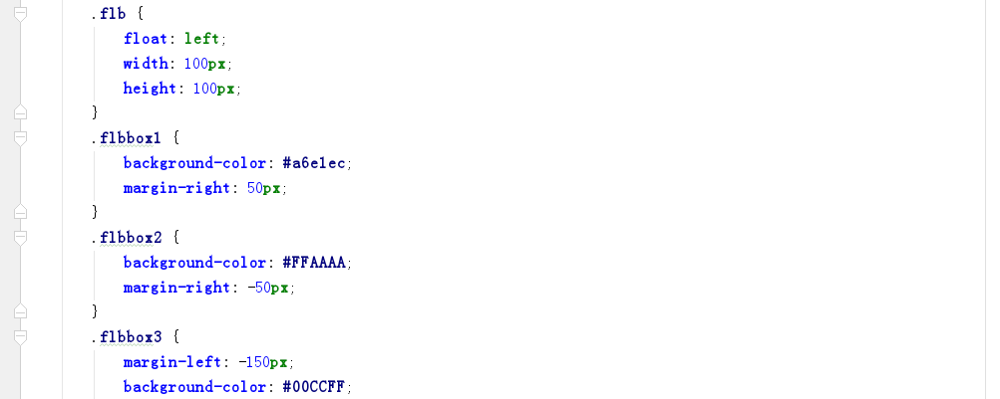 .flb {
float: left;
width: 100px;
height: 100px;
}
.flbbox1 {
background-color: #a6e1ec;
margin-right: 50px;
}
.flbbox2 {
background-color: #FFAAAA;
margin-right: -50px;
}
.flbbox3 {
margin-left: -150px;
background-color: #00CCFF;